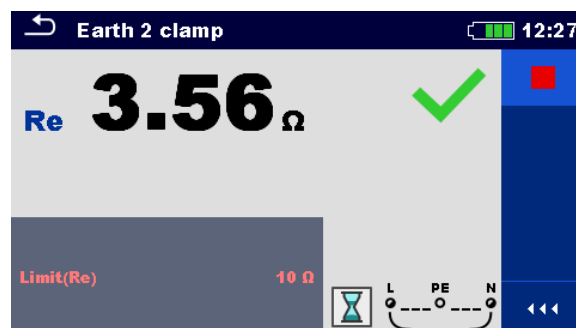 Earth 2 clamp 12:27
Re 3.56 Ω
Limit(Re) 10 Ω
L PE N